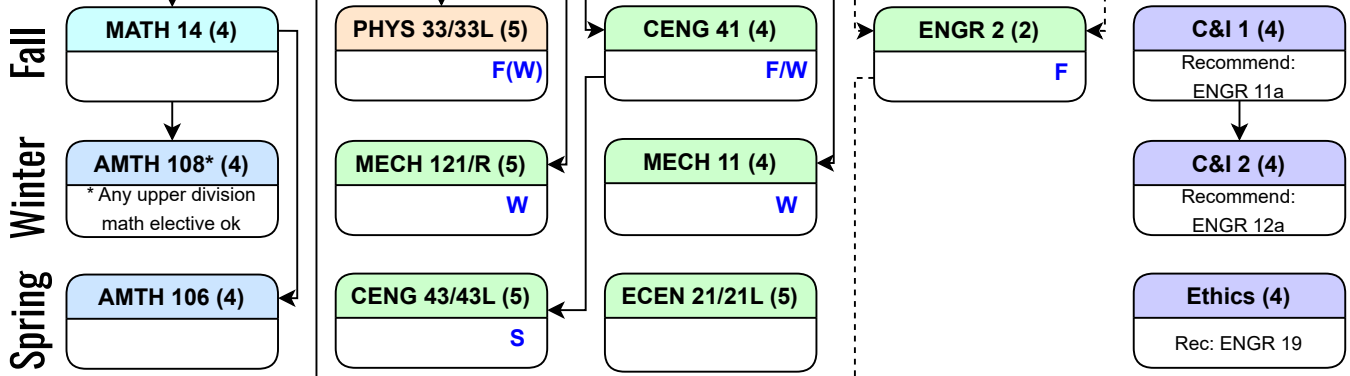 Fall
MATH 14 (4)
PHYS 33/33L (5)
F(W)
CENG 41 (4)
F/W
ENGR 2 (2)
F
C&I 1 (4)
Recommend:
ENGR 11a
Winter
AMTH 108* (4)
* Any upper division
math elective ok
MECH 121/R (5)
W
MECH 11 (4)
W
C&I 2 (4)
Recommend:
ENGR 12a
Spring
AMTH 106 (4)
CENG 43/43L (5)
S
ECEN 21/21L (5)
Ethics (4)
Rec: ENGR 19